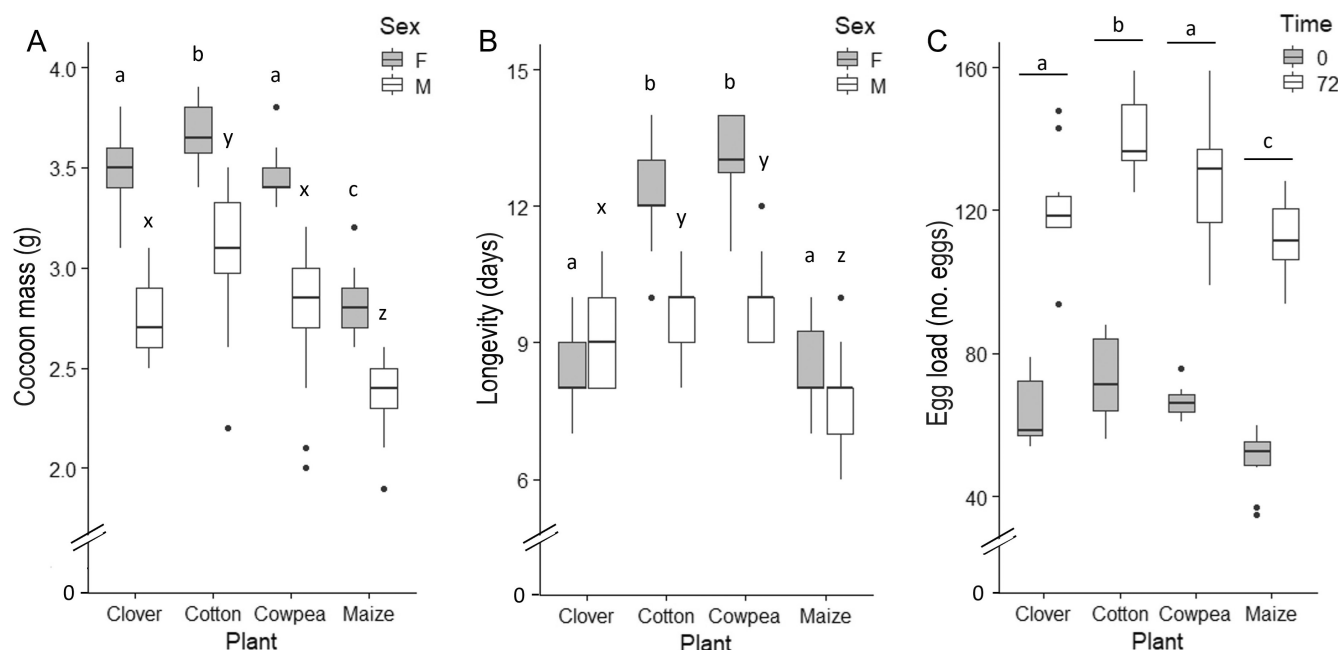 A
Sex
F
M
Cocoon mass (g)
4.0
3.5
3.0
2.5
2.0
0
a
x
b
y
a
x
c
z
Clover Cotton Cowpea Maize
Plant
B
Sex
F
M
Longevity (days)
15
12
9
6
0
a
x
b
y
b
y
a
z
Clover Cotton Cowpea Maize
Plant
C
Time
0
72
Egg load (no. eggs)
160
120
80
40
0
a
b
a
c
Clover Cotton Cowpea Maize
Plant